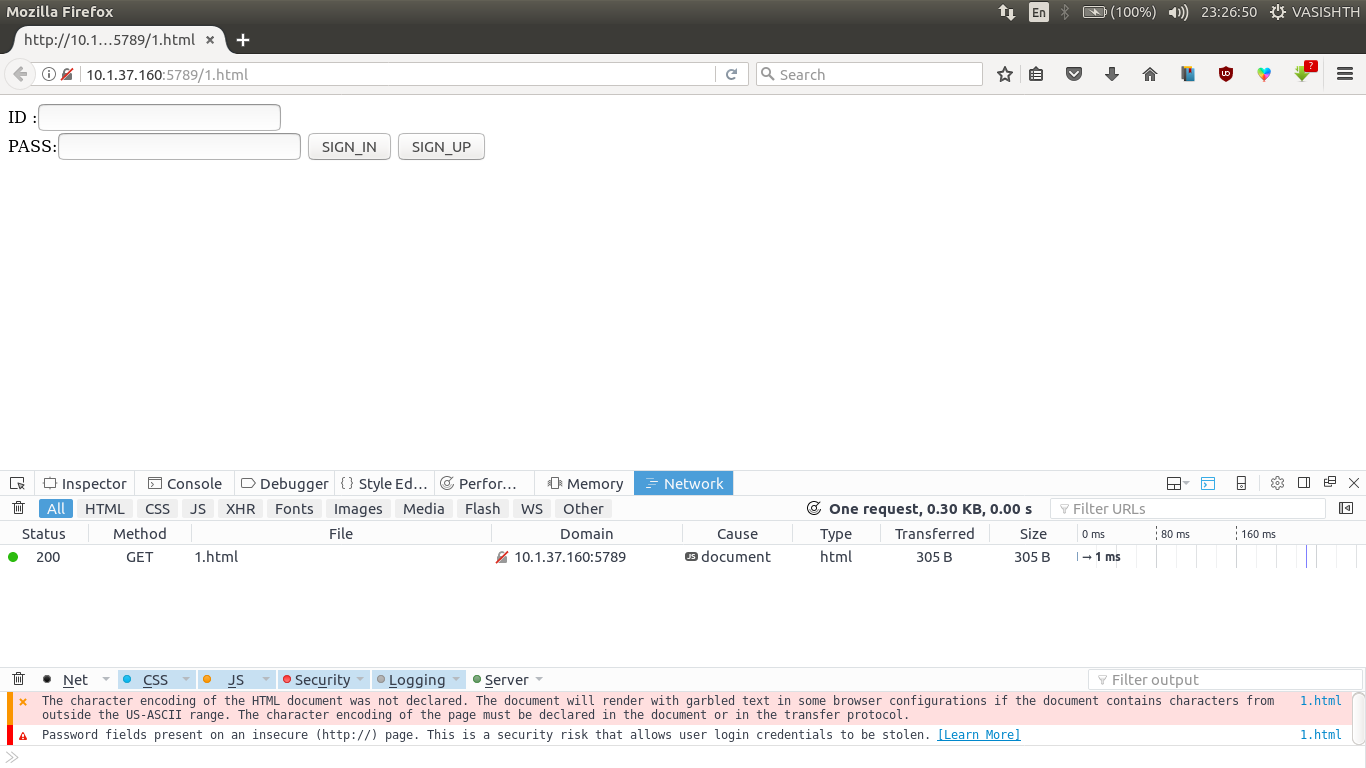 Mozilla Firefox En (100%) 23:26:50 VASISHTH
http://10.1...5789/1.html × +
10.1.37.160:5789/1.html Search ?
ID :
PASS: SIGN_IN SIGN_UP
Inspector Console Debugger Style Ed... Perfor... Memory Network
All HTML CSS JS XHR Fonts Images Media Flash WS Other One request, 0.30 KB, 0.00 s Filter URLs
Status Method File Domain Cause Type Transferred Size 0 ms 80 ms 160 ms
200 GET 1.html 10.1.37.160:5789 JS document html 305 B 305 B → 1 ms
Net CSS JS Security Logging Server Filter output
The character encoding of the HTML document was not declared. The document will render with garbled text in some browser configurations if the document contains characters from 1.html
outside the US-ASCII range. The character encoding of the page must be declared in the document or in the transfer protocol.
Password fields present on an insecure (http://) page. This is a security risk that allows user login credentials to be stolen. [Learn More] 1.html